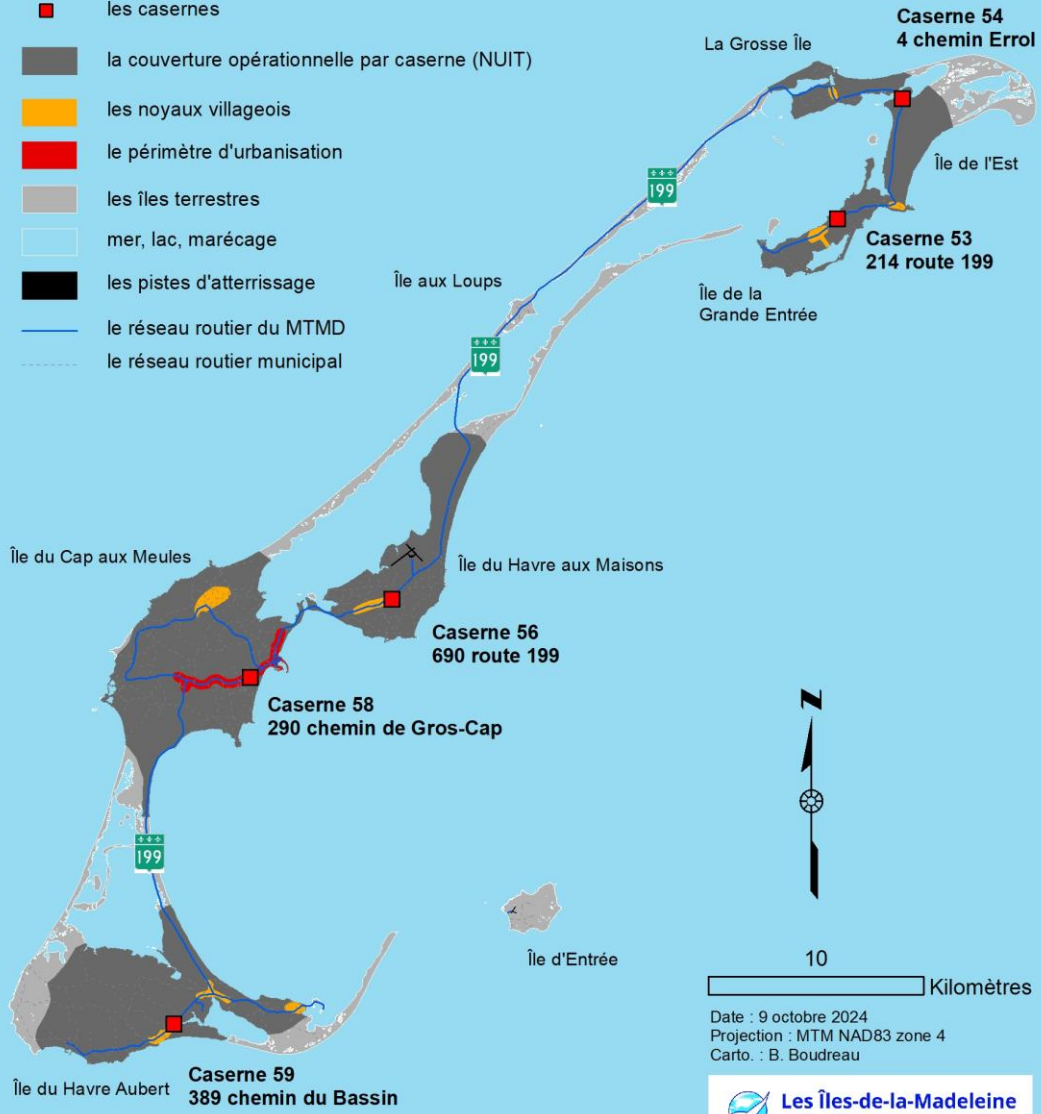 les casernes
la couverture opérationnelle par caserne (NUIT)
les noyaux villageois
le périmètre d'urbanisation
les îles terrestres
mer, lac, marécage
les pistes d'atterrissage
le réseau routier du MTMD
le réseau routier municipal
Caserne 54
4 chemin Errol
La Grosse Île
199
Île de l'Est
Caserne 53
214 route 199
Île de la
Grande Entrée
Île aux Loups
199
Île du Cap aux Meules
Île du Havre aux Maisons
Caserne 56
690 route 199
Caserne 58
290 chemin de Gros-Cap
N
199
Île d'Entrée
10
Kilomètres
Date : 9 octobre 2024
Projection : MTM NAD83 zone 4
Carto. : B. Boudreau
Île du Havre Aubert
Caserne 59
389 chemin du Bassin
Les Îles-de-la-Madeleine